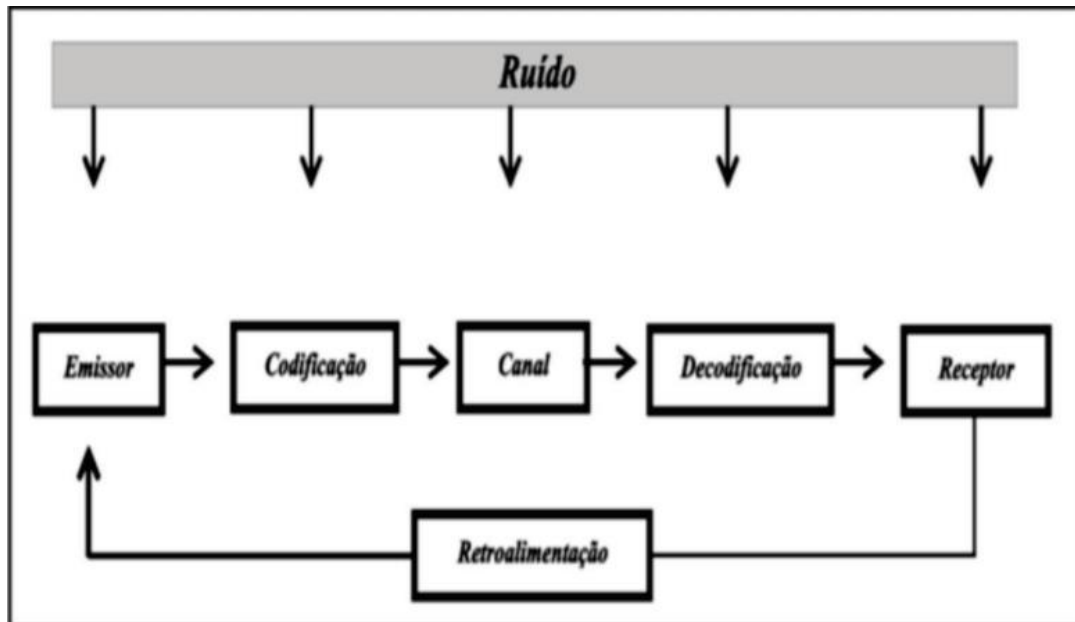 Ruído
Emissor
Codificação
Canal
Decodificação
Receptor
Retroalimentação